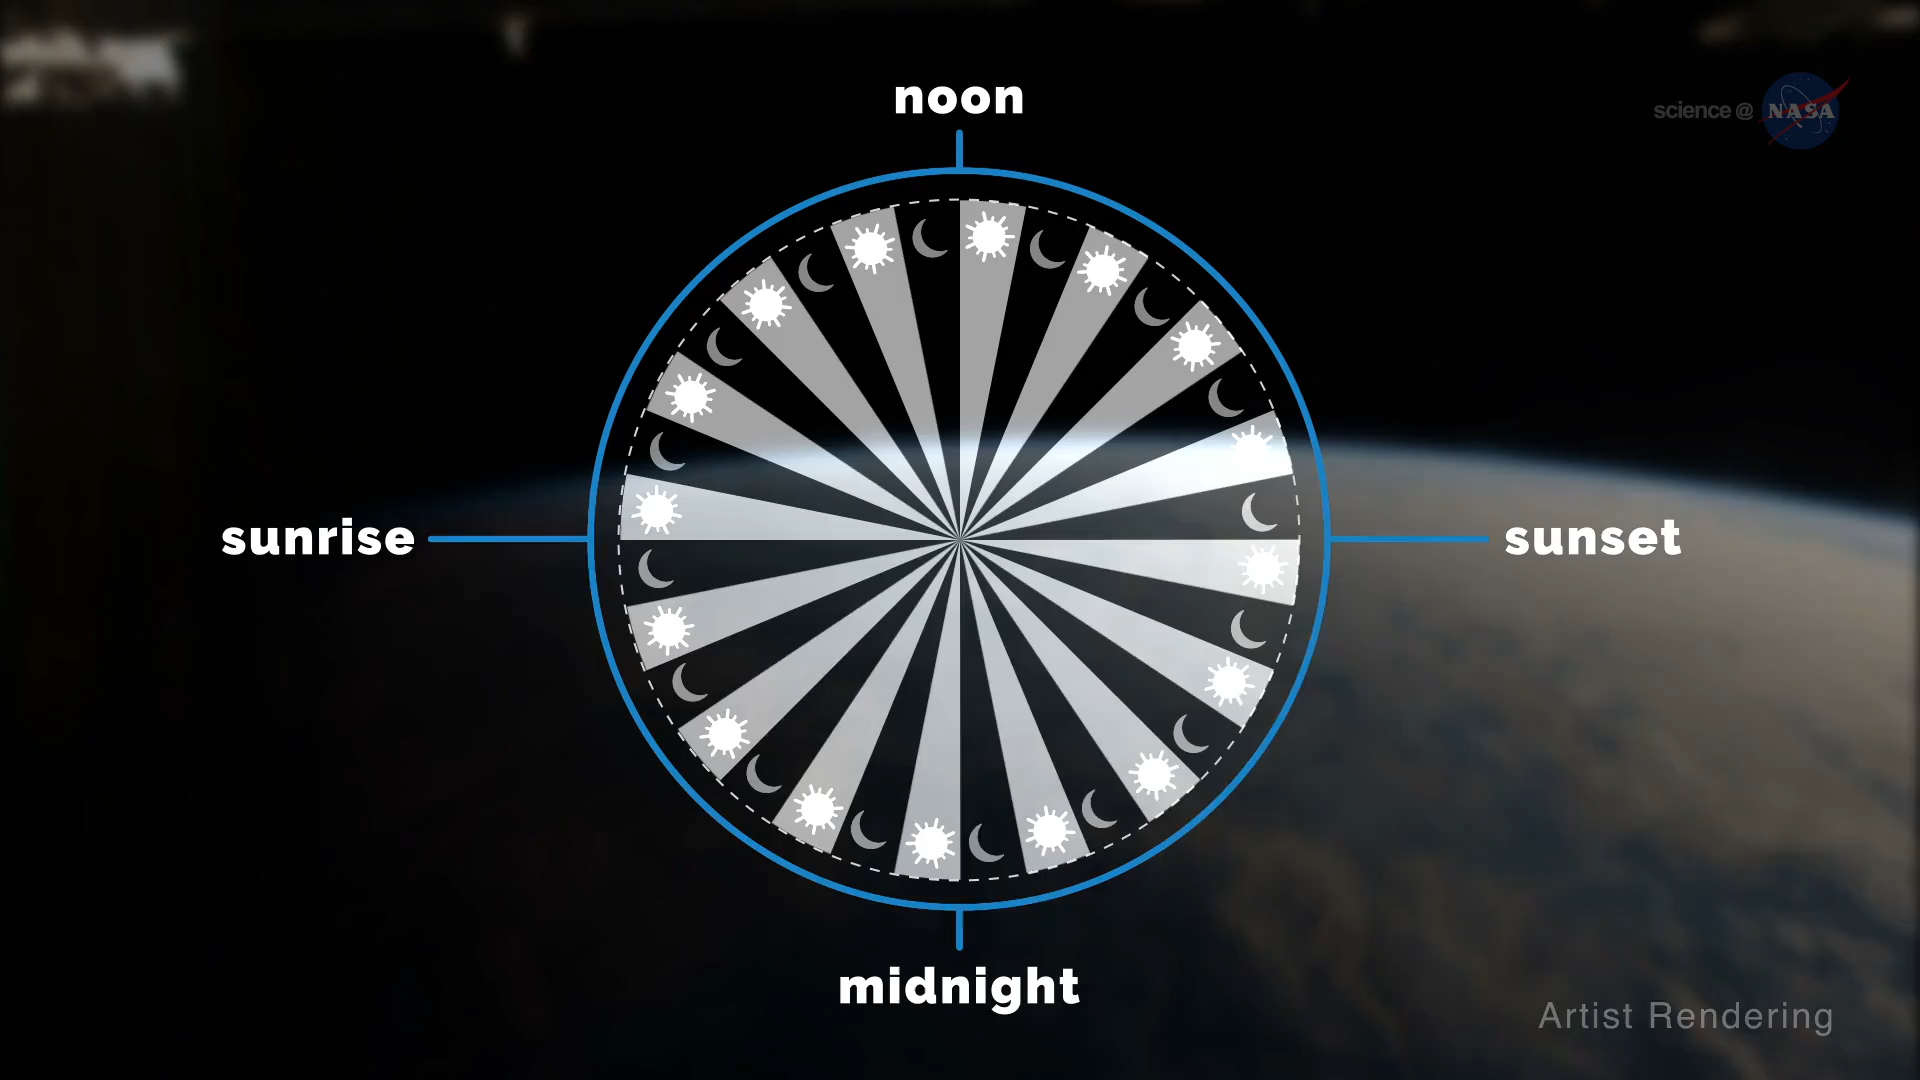 noon
science @ NASA
sunrise
sunset
midnight
Artist Rendering